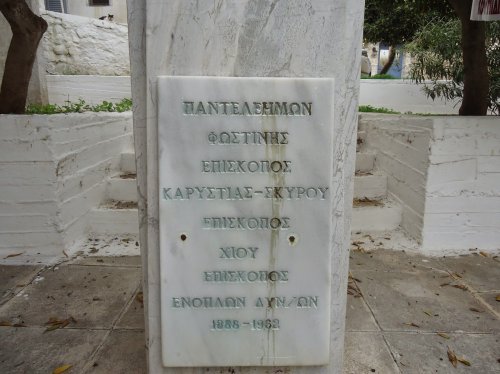 ΠΑΝΤΕΛΕΗΜΩΝ
ΦΩΣΤΙΝΗΣ
ΕΠΙΣΚΟΠΟΣ
ΚΑΡΥΣΤΙΑΣ-ΣΚΥΡΟΥ
ΕΠΙΣΚΟΠΟΣ
ΧΙΟΥ
ΕΠΙΣΚΟΠΟΣ
ΕΝΟΠΛΩΝ ΔΥΝ/ΩΝ
1888-1962